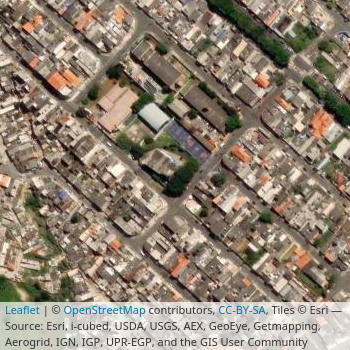 Leaflet | © OpenStreetMap contributors, CC-BY-SA, Tiles © Esri —
Source: Esri, i-cubed, USDA, USGS, AEX, GeoEye, Getmapping,
Aerogrid, IGN, IGP, UPR-EGP, and the GIS User Community